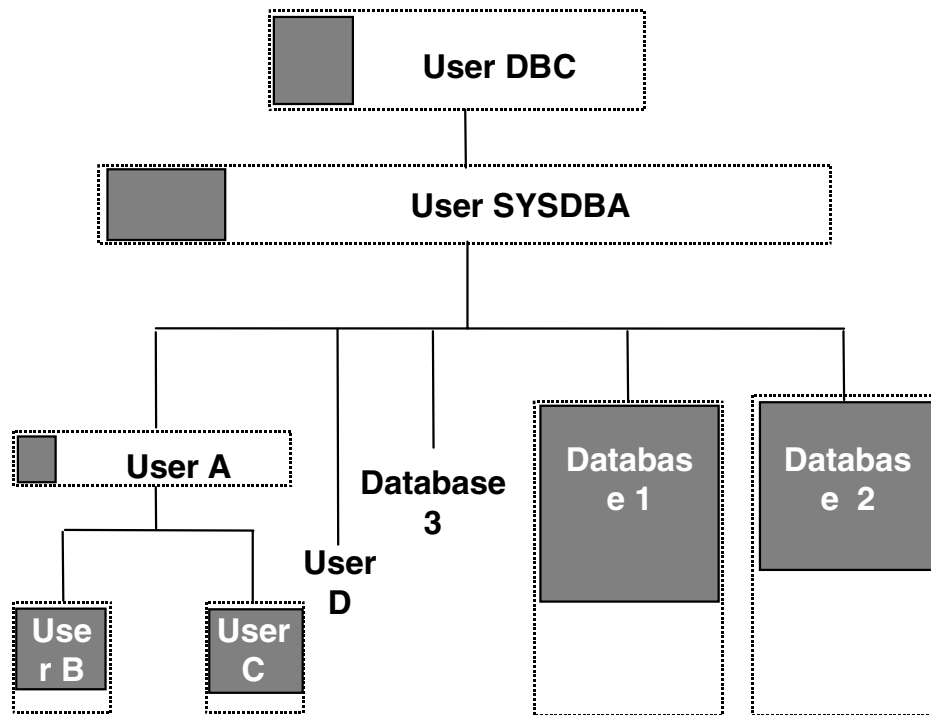 User DBC
User SYSDBA
User A
Database
3
Databas
e 1
Databas
e 2
User
D
Use
r B
User
C